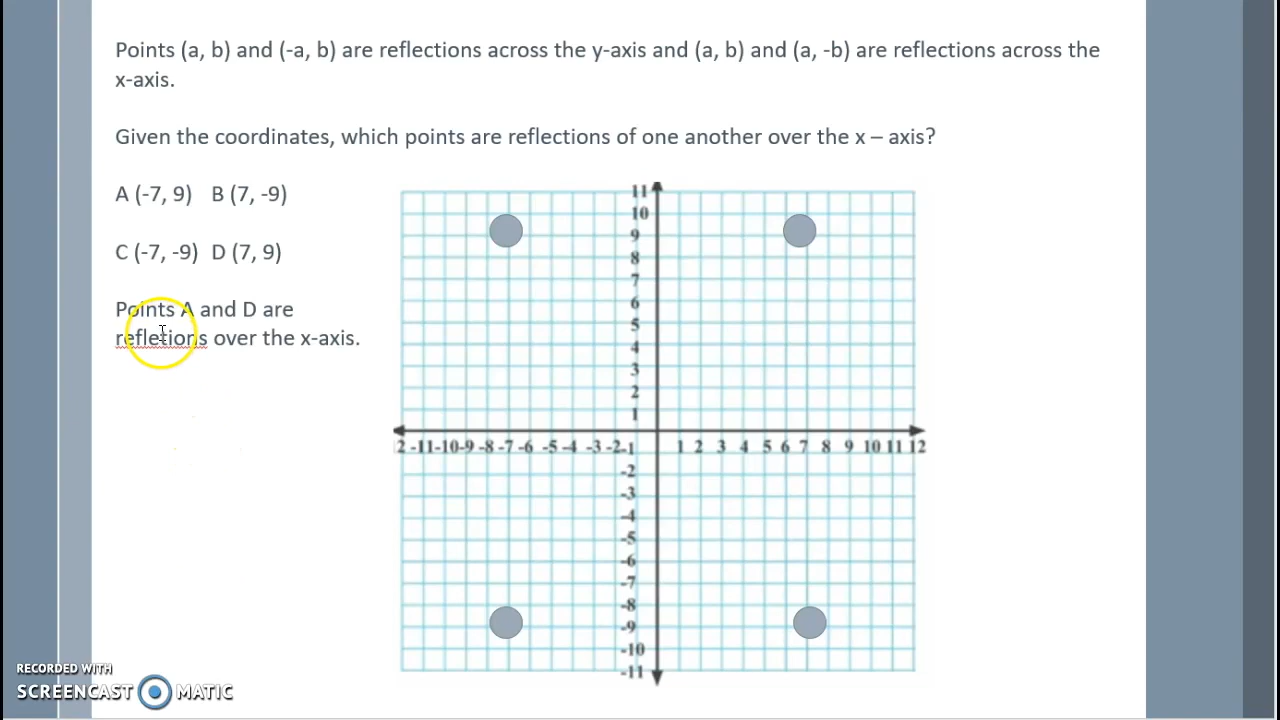 Points (a, b) and (-a, b) are reflections across the y-axis and (a, b) and (a, -b) are reflections across the
x-axis.
Given the coordinates, which points are reflections of one another over the x – axis?
A (-7, 9) B (7, -9)
C (-7, -9) D (7, 9)
Points A and D are
refletions over the x-axis.
11
10
9
8
7
6
5
4
3
2
1
2 -11 -10 -9 -8 -7 -6 -5 -4 -3 -2 -1 1 2 3 4 5 6 7 8 9 10 11 12
-2
-3
-4
-5
-6
-7
-8
-9
-10
-11
RECORDED WITH
SCREENCAST MATIC